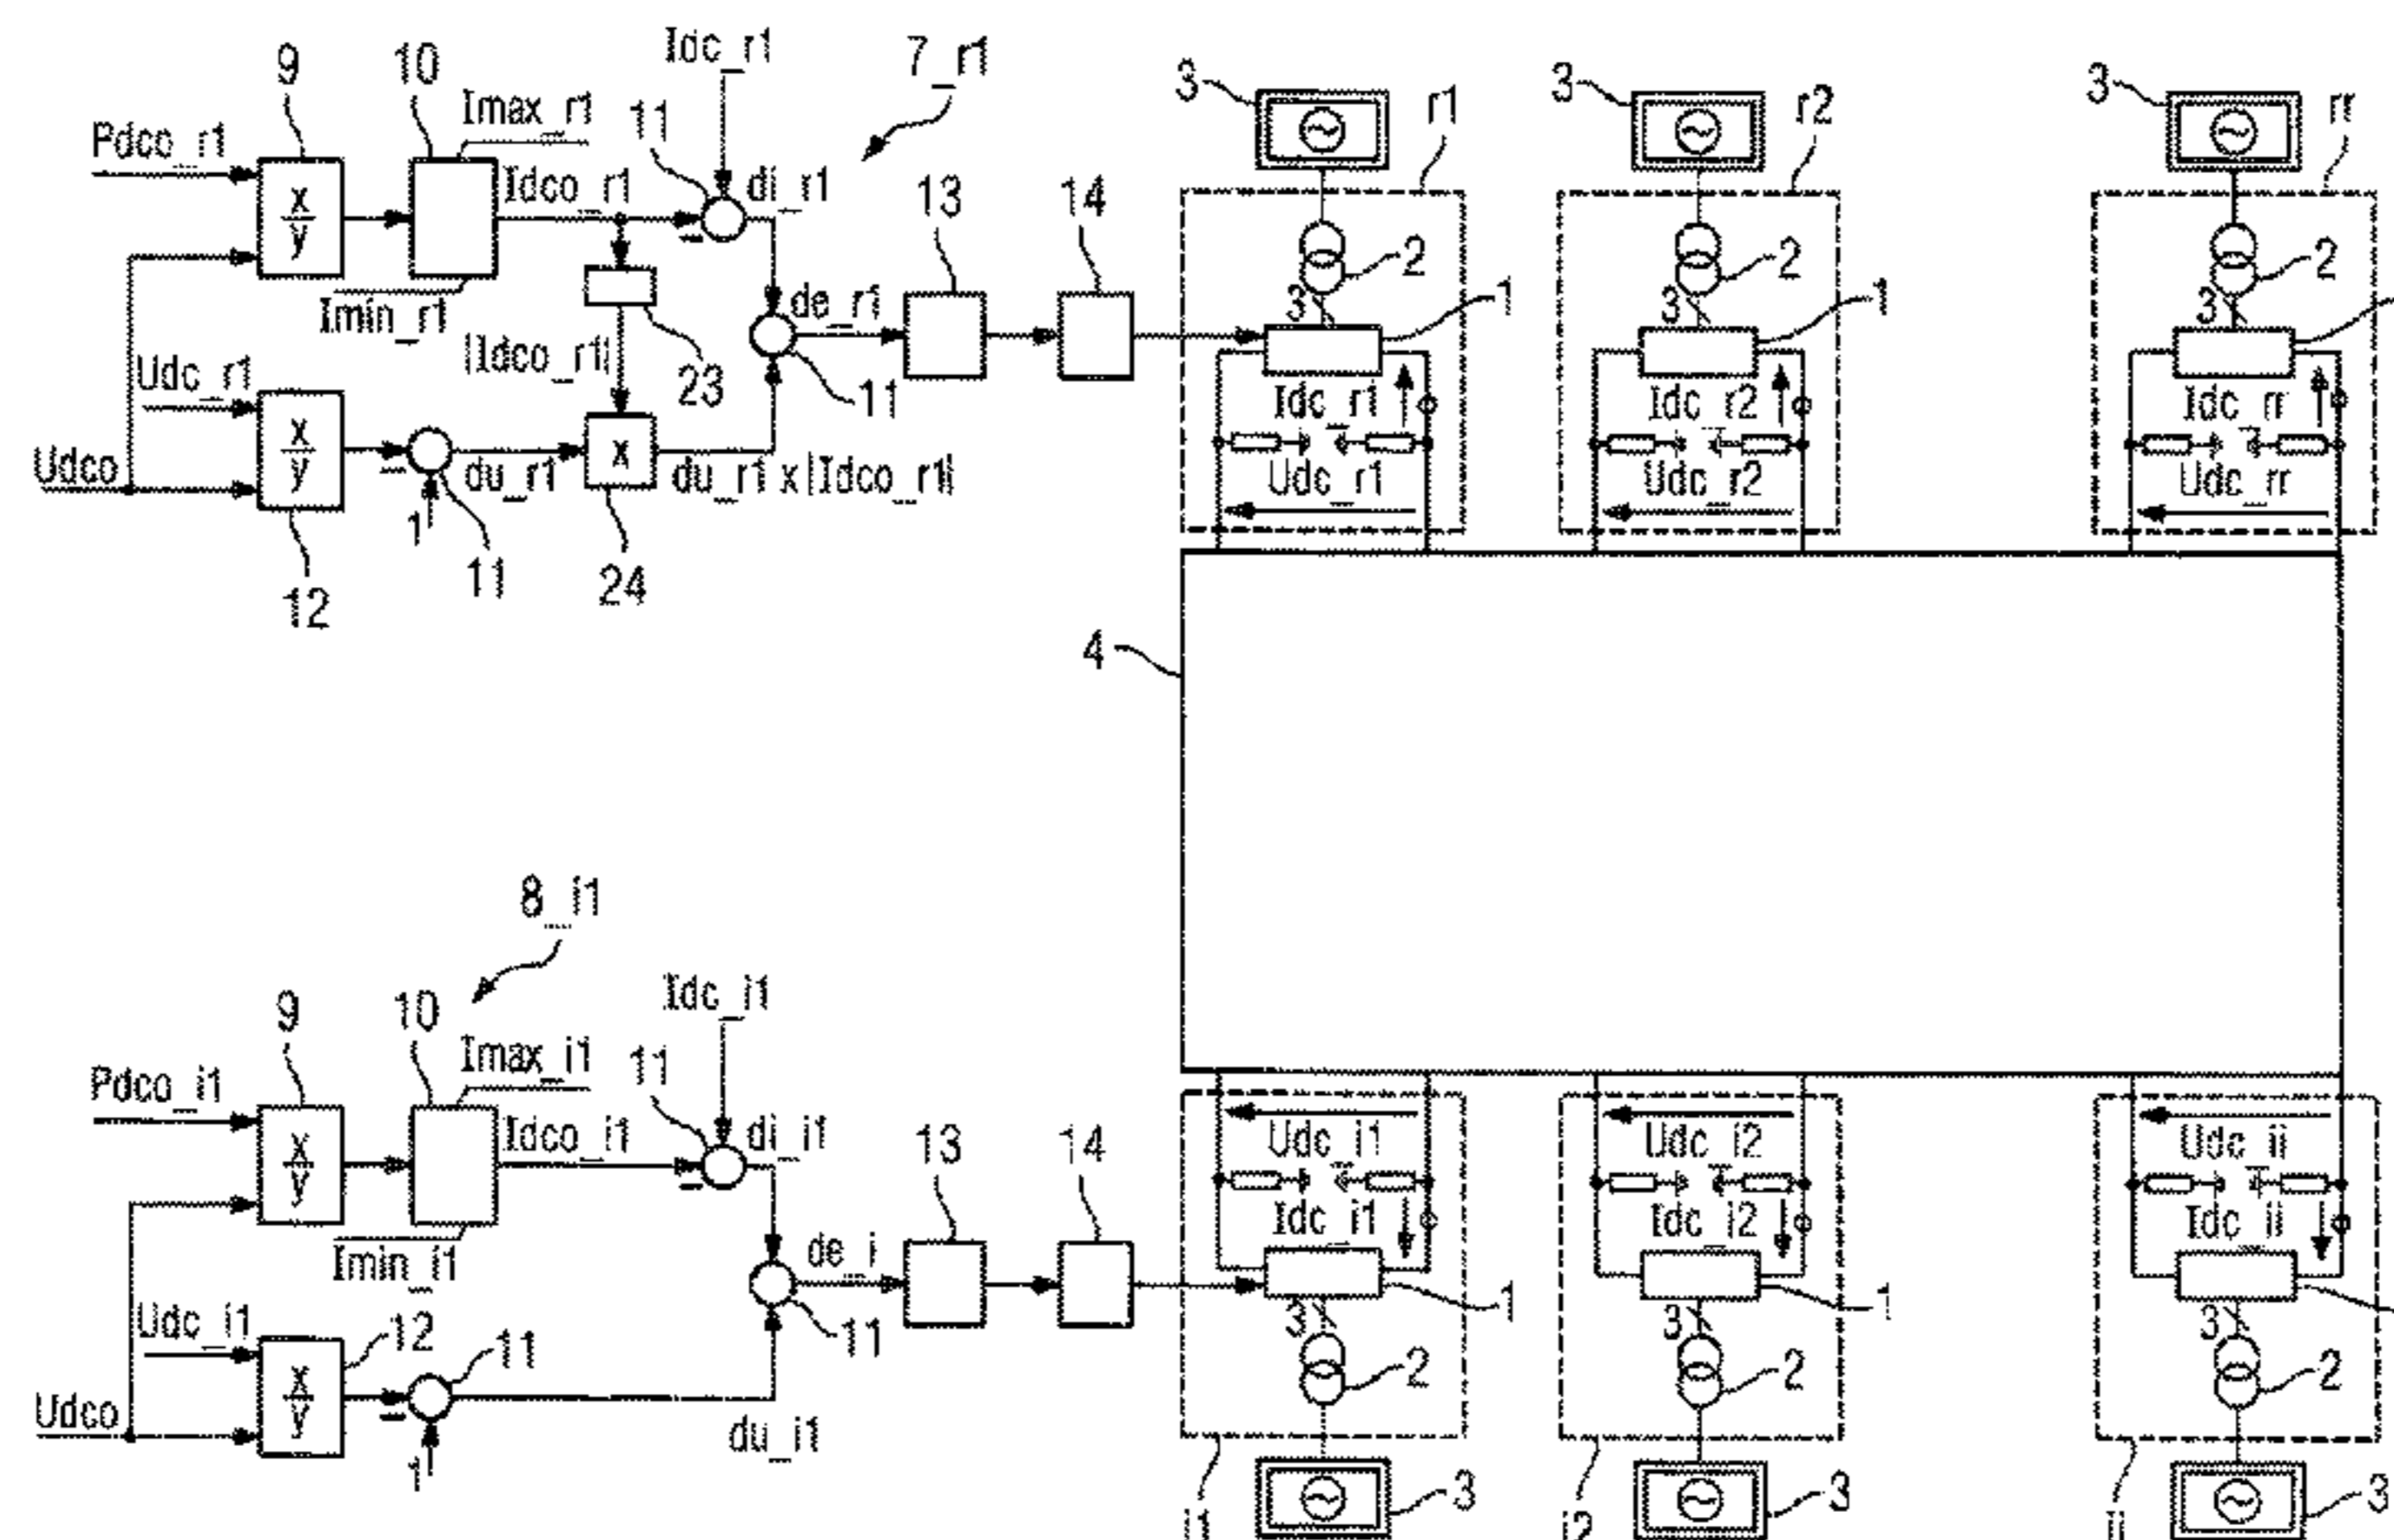 9
10
Idc_r1
7_r1
Imax_r1
11
Pdco_r1
x
y
Idco_r1
di_r1
13
14
Imin_r1
|Idco_r1|
23
de_r1
11
Udc_r1
x
y
Udco
1
du_r1
x
du_r1 x |Idco_r1|
11
12
24
3
r1
2
3
1
Idc_r1
Udc_r1
3
r2
2
3
1
Idc_r2
Udc_r2
3
rr
2
3
Idc_rr
Udc_rr
4
8_i1
9
10
Idc_i1
Imax_i1
11
Pdco_i1
x
y
Idco_i1
di_i1
13
14
Imin_i1
de_i
11
Udc_i1
12
11
x
y
Udco
1
du_i1
Udc_i1
Idc_i1
1
3
2
3
i1
Udc_i2
Idc_i2
1
3
2
3
i2
Udc_ii
Idc_ii
3
2
3
ii